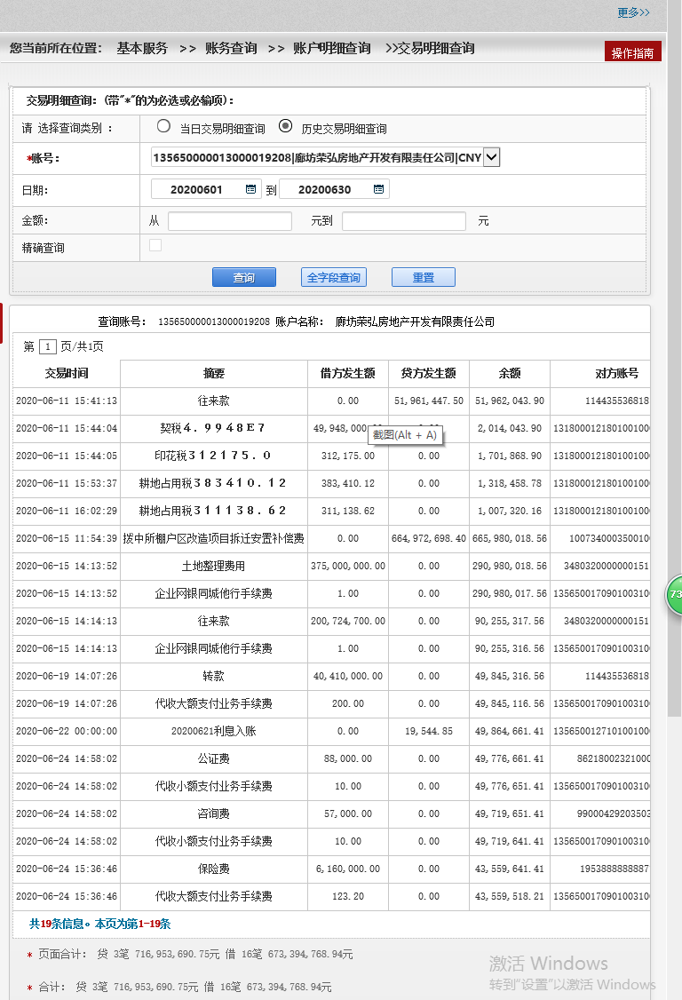 更多>>
您当前所在位置： 基本服务 >> 账务查询 >> 账户明细查询 >>交易明细查询
操作指南
交易明细查询：(带"*"的为必选或必输项)：
请 选择查询类别 ： 当日交易明细查询 历史交易明细查询
*账号： 135650000013000019208|廊坊荣弘房地产开发有限责任公司|CNY
日期： 20200601 到 20200630
金额： 从 元到 元
精确查询
查询 全字段查询 重置
查询账号： 135650000013000019208 账户名称： 廊坊荣弘房地产开发有限责任公司
第 1 页/共1页
交易时间 摘要 借方发生额 贷方发生额 余额 对方账号
2020-06-11 15:41:13 往来款 0.00 51,961,447.50 51,962,043.90 114435536818
2020-06-11 15:44:04 契税4.9948E7 49,948,000. 2,014,043.90 131800012180100100
截图(Alt + A)
2020-06-11 15:44:05 印花税312175.0 312,175.00 0.00 1,701,868.90 131800012180100100
2020-06-11 15:53:37 耕地占用税383410.12 383,410.12 0.00 1,318,458.78 131800012180100100
2020-06-11 16:02:29 耕地占用税311138.62 311,138.62 0.00 1,007,320.16 131800012180100100
2020-06-15 11:54:39 拨中所棚户区改造项目拆迁安置补偿费 0.00 664,972,698.40 665,980,018.56 100734000350010
2020-06-15 14:13:52 土地整理费用 375,000,000.00 0.00 290,980,018.56 3480320000000151
2020-06-15 14:13:52 企业网银同城他行手续费 1.00 0.00 290,980,017.56 135650017090100310
2020-06-15 14:14:13 往来款 200,724,700.00 0.00 90,255,317.56 3480320000000151
2020-06-15 14:14:13 企业网银同城他行手续费 1.00 0.00 90,255,316.56 135650017090100310
2020-06-19 14:07:26 转款 40,410,000.00 0.00 49,845,316.56 114435536818
2020-06-19 14:07:26 代收大额支付业务手续费 200.00 0.00 49,845,116.56 135650017090100310
2020-06-22 00:00:00 20200621利息入账 0.00 19,544.85 49,864,661.41 135650012710100100
2020-06-24 14:58:02 公证费 88,000.00 0.00 49,776,661.41 86218002321000
2020-06-24 14:58:02 代收小额支付业务手续费 10.00 0.00 49,776,651.41 135650017090100310
2020-06-24 14:58:02 咨询费 57,000.00 0.00 49,719,651.41 99000429203503
2020-06-24 14:58:02 代收小额支付业务手续费 10.00 0.00 49,719,641.41 135650017090100310
2020-06-24 15:36:46 保险费 6,160,000.00 0.00 43,559,641.41 1953888888887
2020-06-24 15:36:46 代收大额支付业务手续费 123.20 0.00 43,559,518.21 135650017090100310
共19条信息。本页为第1-19条
* 页面合计： 贷 3笔 716,953,690.75元 借 16笔 673,394,768.94元
* 合计： 贷 3笔 716,953,690.75元 借 16笔 673,394,768.94元
激活 Windows
转到"设置"以激活 Windows
73